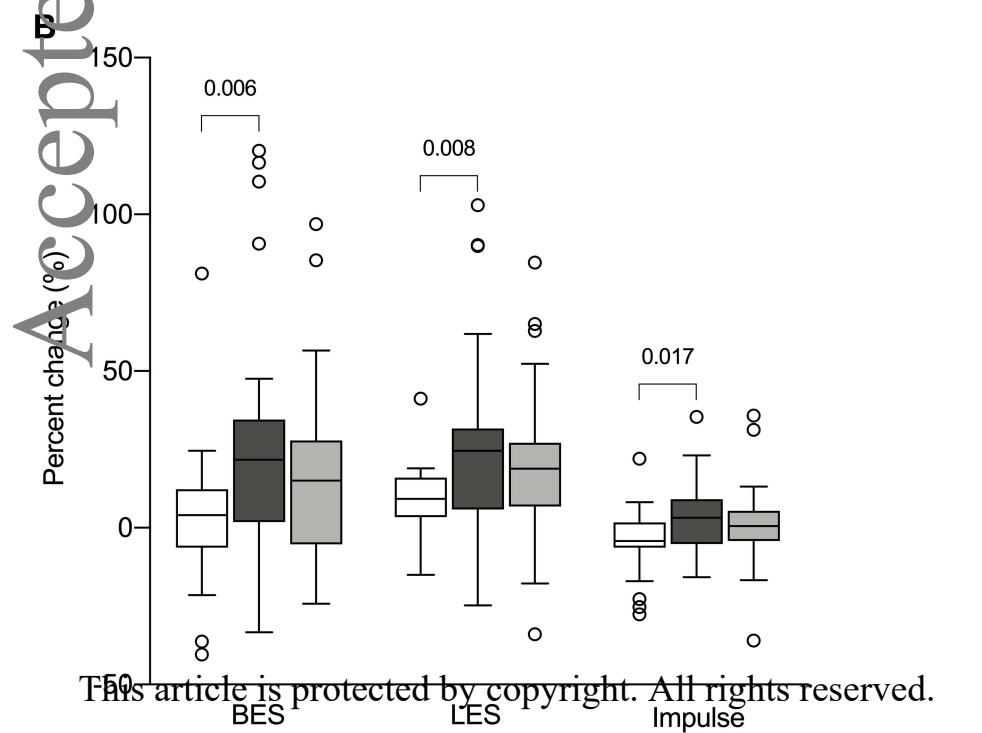 B
150
0.006
0.008
100
Percent change (%)
50
0.017
0
-50
This article is protected by copyright. All rights reserved.
BES LES Impulse
Accepte